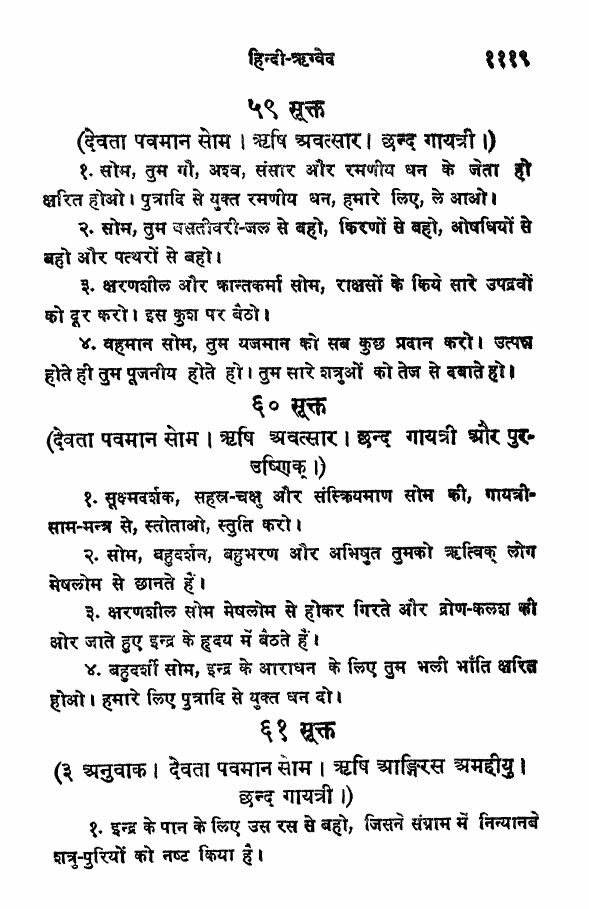 हिन्दी-ऋग्वेद १११९
५९ सूक्त
(देवता पवमान सोम । ऋषि अवत्सार । छन्द गायत्री ।)
१. सोम, तुम गौ, अश्व, संसार और रमणीय धन के जेता हो
क्षरित होओ। पुत्रादि से युक्त रमणीय धन, हमारे लिए, ले आओ।
२. सोम, तुम वसतीवरी-जल से बहो, किरणों से बहो, ओषधियों से
बहो और पत्थरों से बहो।
३. क्षरणशील और क्रान्तकर्मा सोम, राक्षसों के किये सारे उपद्रवों
को दूर करो। इस कुश पर बैठो।
४. वहमान सोम, तुम यजमान को सब कुछ प्रदान करो। उत्पन्न
होते ही तुम पूजनीय होते हो। तुम सारे शत्रुओं को तेज से दबाते हो।
६० सूक्त
(देवता पवमान सोम । ऋषि अवत्सार । छन्द गायत्री और पुर-
उष्णिक् ।)
१. सूक्ष्मदर्शक, सहस्र-चक्षु और संस्क्रियमाण सोम की, गायत्री-
साम-मन्त्र से, स्तोताओ, स्तुति करो।
२. सोम, बहुदर्शन, बहुभरण और अभिषुत तुमको ऋत्विक् लोग
मेषलोम से छानते हैं।
३. क्षरणशील सोम मेषलोम से होकर गिरते और द्रोण-कलश की
ओर जाते हुए इन्द्र के हृदय में बैठते हैं।
४. बहुदर्शी सोम, इन्द्र के आराधन के लिए तुम भली भाँति क्षरित
होओ। हमारे लिए पुत्रादि से युक्त धन दो।
६१ सूक्त
(३ अनुवाक । देवता पवमान सोम । ऋषि आङ्गिरस अमहीयु ।
छन्द गायत्री ।)
१. इन्द्र के पान के लिए उस रस से बहो, जिसने संग्राम में निन्यानबे
शत्रु-पुरियों को नष्ट किया है।